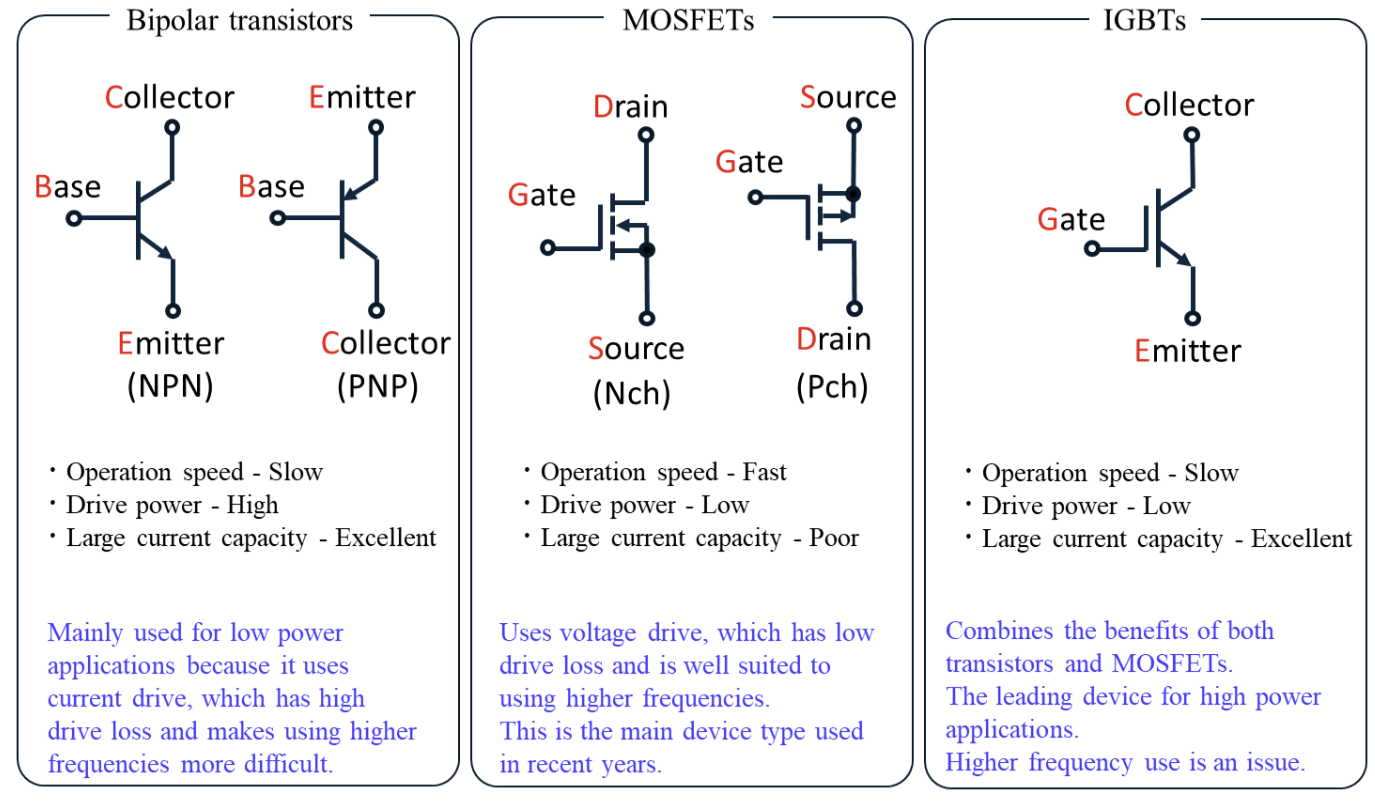 Bipolar transistors
Collector
Emitter
Base
Base
Emitter
Collector
(NPN)
(PNP)
・Operation speed - Slow
・Drive power - High
・Large current capacity - Excellent
Mainly used for low power
applications because it uses
current drive, which has high
drive loss and makes using higher
frequencies more difficult.
MOSFETs
Drain
Source
Gate
Gate
Source
Drain
(Nch)
(Pch)
・Operation speed - Fast
・Drive power - Low
・Large current capacity - Poor
Uses voltage drive, which has low
drive loss and is well suited to
using higher frequencies.
This is the main device type used
in recent years.
IGBTs
Collector
Gate
Emitter
・Operation speed - Slow
・Drive power - Low
・Large current capacity - Excellent
Combines the benefits of both
transistors and MOSFETs.
The leading device for high power
applications.
Higher frequency use is an issue.